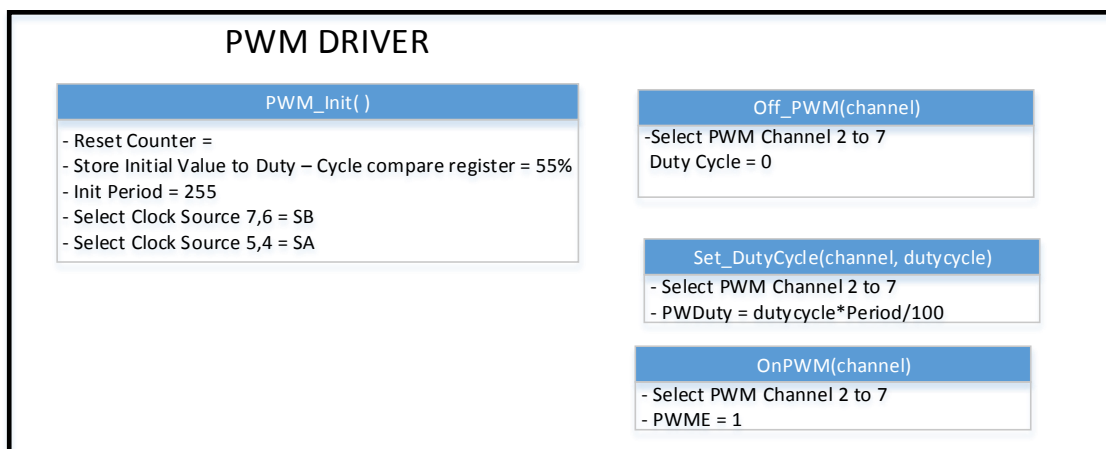 PWM DRIVER
PWM_Init( )
- Reset Counter =
- Store Initial Value to Duty – Cycle compare register = 55%
- Init Period = 255
- Select Clock Source 7,6 = SB
- Select Clock Source 5,4 = SA
Off_PWM(channel)
-Select PWM Channel 2 to 7
Duty Cycle = 0
Set_DutyCycle(channel, dutycycle)
- Select PWM Channel 2 to 7
- PWDuty = dutycycle*Period/100
OnPWM(channel)
- Select PWM Channel 2 to 7
- PWME = 1